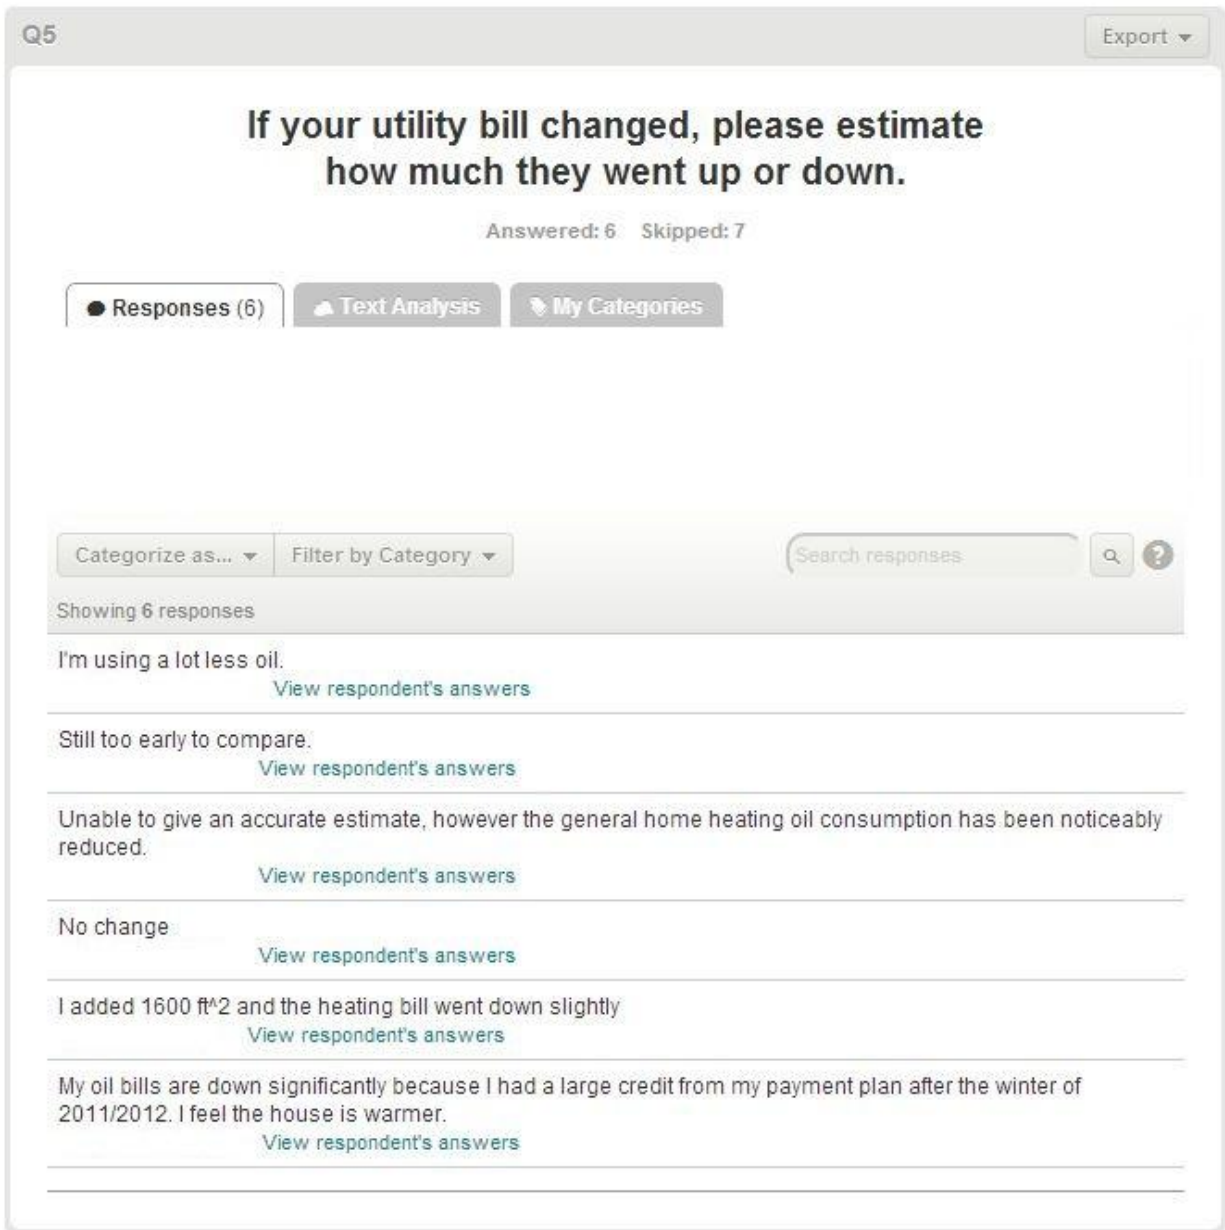 Q5
Export
If your utility bill changed, please estimate
how much they went up or down.
Answered: 6 Skipped: 7
Responses (6) Text Analysis My Categories
Categorize as... Filter by Category Search responses ?
Showing 6 responses
I'm using a lot less oil.
View respondent's answers
Still too early to compare.
View respondent's answers
Unable to give an accurate estimate, however the general home heating oil consumption has been noticeably
reduced.
View respondent's answers
No change
View respondent's answers
I added 1600 ft^2 and the heating bill went down slightly
View respondent's answers
My oil bills are down significantly because I had a large credit from my payment plan after the winter of
2011/2012. I feel the house is warmer.
View respondent's answers